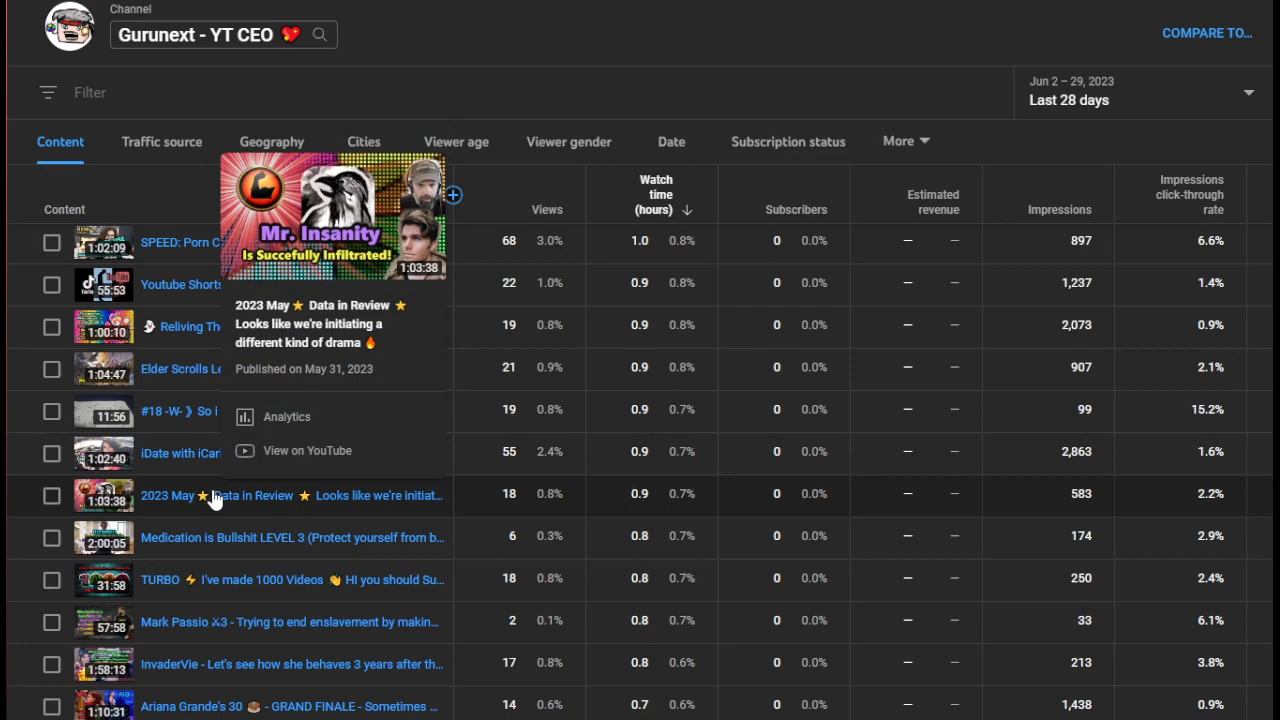 Channel
Gurunext - YT CEO 💖
COMPARE TO...
Filter
Jun 2 – 29, 2023
Last 28 days
Content Traffic source Geography Cities Viewer age Viewer gender Date Subscription status More
Content Views Watch time (hours) Subscribers Estimated revenue Impressions Impressions click-through rate
1:02:09 SPEED: Porn C 68 3.0% 1.0 0.8% 0 0.0% — — 897 6.6%
55:53 Youtube Shorts 22 1.0% 0.9 0.8% 0 0.0% — — 1,237 1.4%
1:00:10 👻 Reliving The 19 0.8% 0.9 0.8% 0 0.0% — — 2,073 0.9%
1:04:47 Elder Scrolls Le 21 0.9% 0.9 0.8% 0 0.0% — — 907 2.1%
11:56 #18 -W- 》 So i 19 0.8% 0.9 0.7% 0 0.0% — — 99 15.2%
1:02:40 iDate with iCarl 55 2.4% 0.9 0.7% 0 0.0% — — 2,863 1.6%
1:03:38 2023 May⭐ Data in Review ⭐ Looks like we're initiat... 18 0.8% 0.9 0.7% 0 0.0% — — 583 2.2%
2:00:05 Medication is Bullshit LEVEL 3 (Protect yourself from b... 6 0.3% 0.8 0.7% 0 0.0% — — 174 2.9%
31:58 TURBO ⚡ I've made 1000 Videos 👋 HI you should Su... 18 0.8% 0.8 0.7% 0 0.0% — — 250 2.4%
57:58 Mark Passio ⚔3 - Trying to end enslavement by makin... 2 0.1% 0.8 0.7% 0 0.0% — — 33 6.1%
1:58:13 InvaderVie - Let's see how she behaves 3 years after th... 17 0.8% 0.8 0.6% 0 0.0% — — 213 3.8%
1:10:31 Ariana Grande's 30 🎂 - GRAND FINALE - Sometimes ... 14 0.6% 0.7 0.6% 0 0.0% — — 1,438 0.9%
Mr. Insanity
Is Succefully Infiltrated!
1:03:38
2023 May⭐ Data in Review ⭐
Looks like we're initiating a
different kind of drama 🔥
Published on May 31, 2023
Analytics
View on YouTube